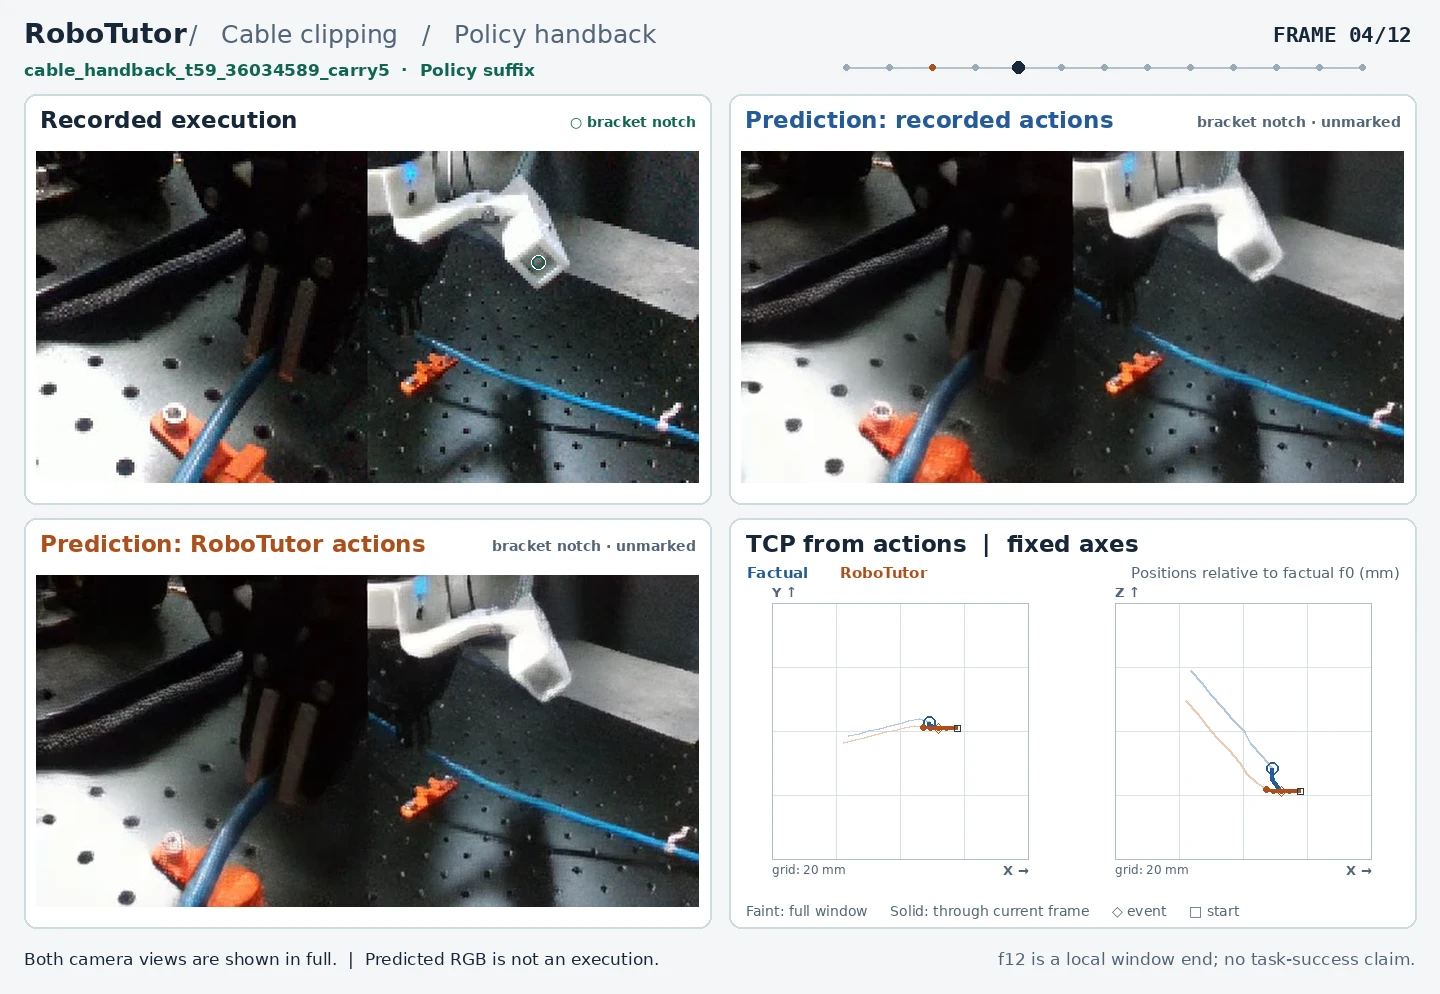 RoboTutor / Cable clipping / Policy handback
FRAME 04/12
cable_handback_t59_36034589_carry5 · Policy suffix
Recorded execution
○ bracket notch
Prediction: recorded actions
bracket notch · unmarked
Prediction: RoboTutor actions
bracket notch · unmarked
TCP from actions | fixed axes
Factual RoboTutor
Positions relative to factual f0 (mm)
Y ↑
Z ↑
grid: 20 mm
X →
grid: 20 mm
X →
Faint: full window Solid: through current frame ◇ event □ start
Both camera views are shown in full. | Predicted RGB is not an execution.
f12 is a local window end; no task-success claim.